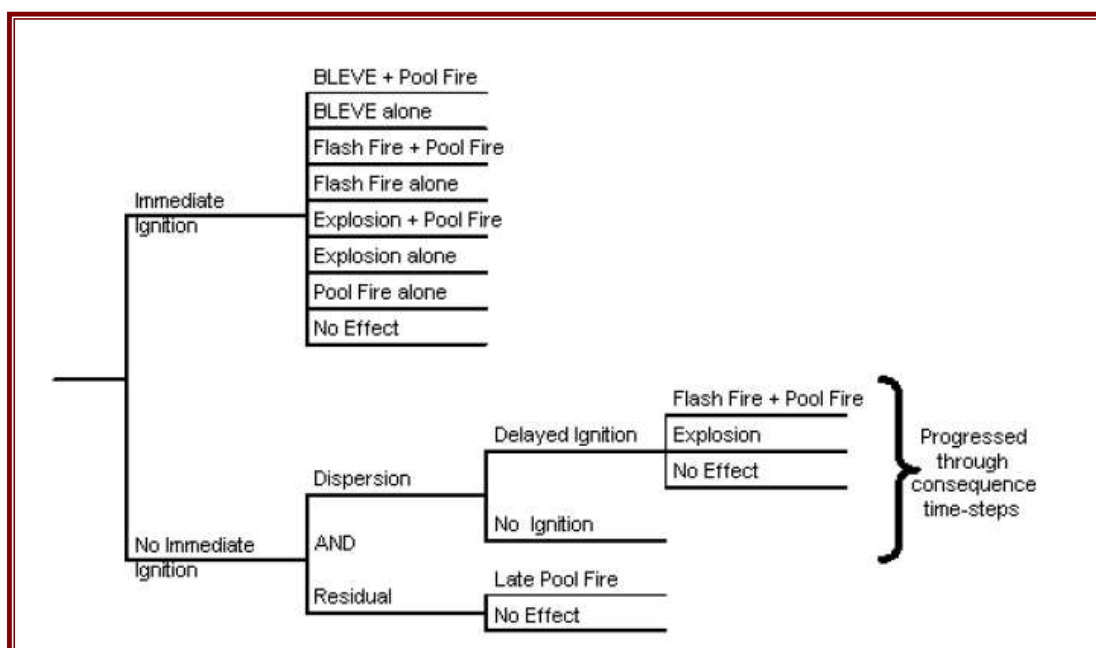 BLEVE + Pool Fire
BLEVE alone
Flash Fire + Pool Fire
Flash Fire alone
Immediate
Ignition
Explosion + Pool Fire
Explosion alone
Pool Fire alone
No Effect
Flash Fire + Pool Fire
Delayed Ignition
Explosion
No Effect
Progressed
through
consequence
time-steps
Dispersion
No Ignition
No Immediate
Ignition
AND
Residual
Late Pool Fire
No Effect